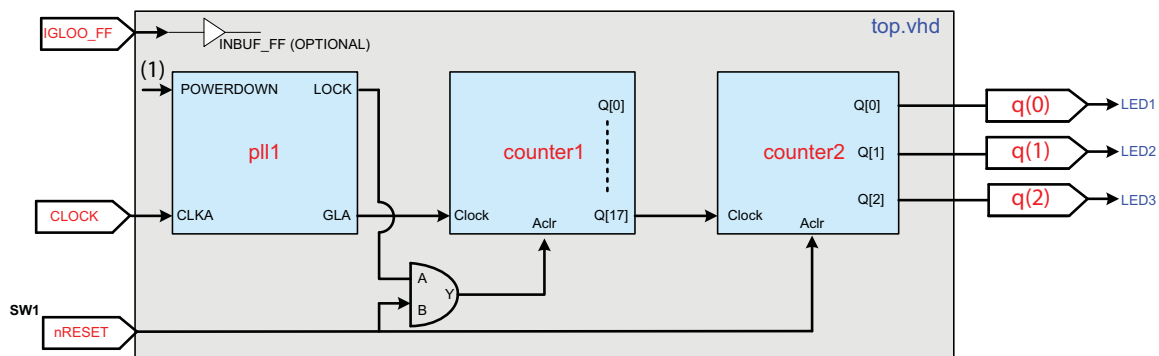 top.vhd
IGLOO_FF
INBUF_FF (OPTIONAL)
(1)
POWERDOWN
LOCK
pll1
CLKA
GLA
Q[0]
counter1
Clock
Q[17]
Aclr
Q[0]
counter2
Q[1]
Q[2]
Clock
Aclr
q(0)
LED1
q(1)
LED2
q(2)
LED3
CLOCK
A
B
Y
SW1
nRESET